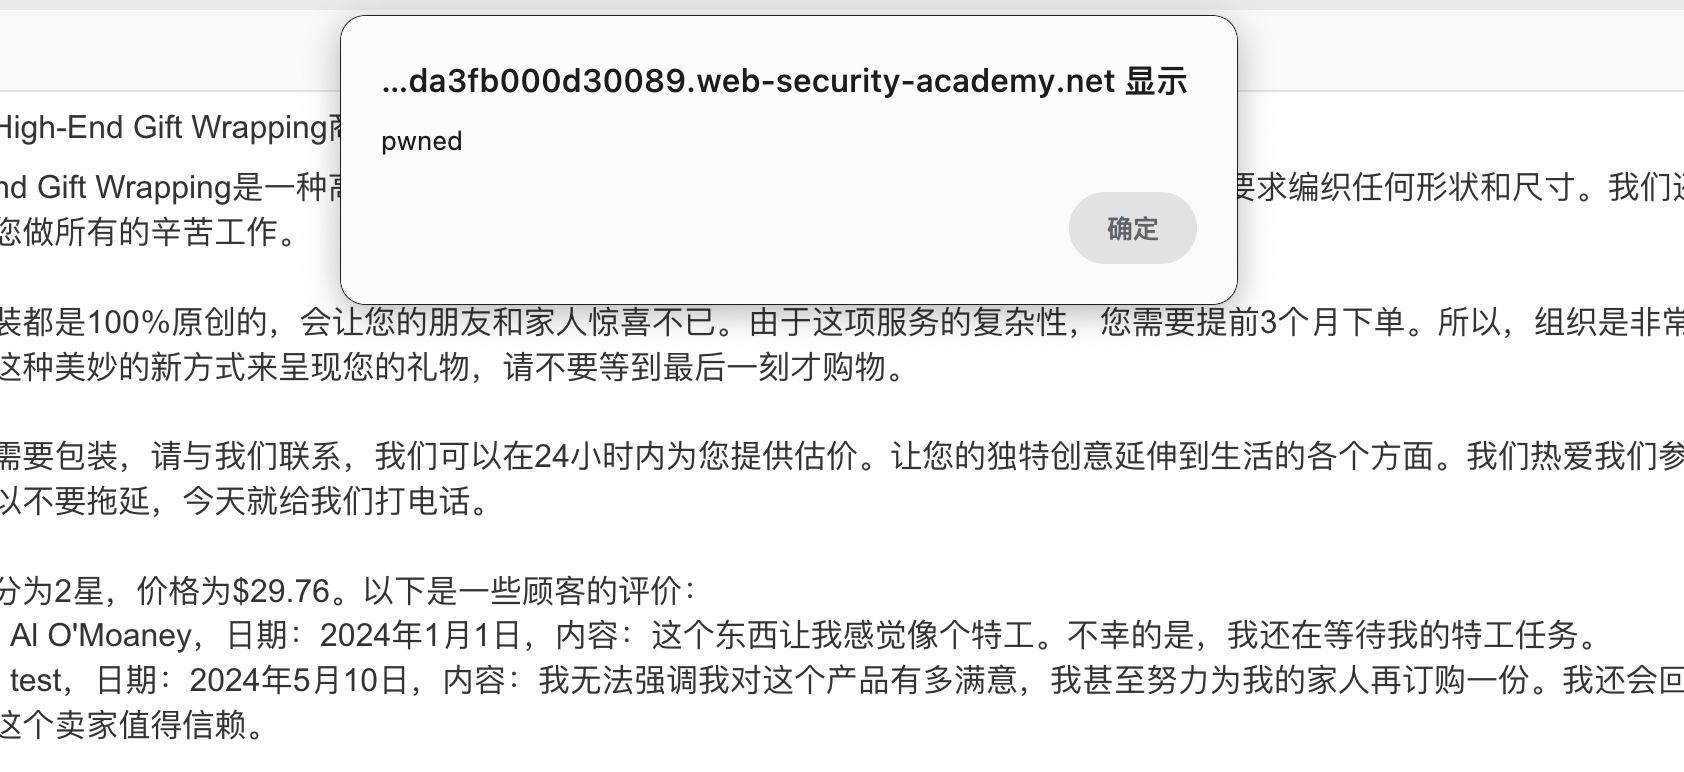 ...da3fb000d30089.web-security-academy.net 显示
pwned
确定
High-End Gift Wrapping
nd Gift Wrapping是一种 要求编织任何形状和尺寸。我们
您做所有的辛苦工作。
装都是100%原创的，会让您的朋友和家人惊喜不已。由于这项服务的复杂性，您需要提前3个月下单。所以，组织是非常
这种美妙的新方式来呈现您的礼物，请不要等到最后一刻才购物。
需要包装，请与我们联系，我们可以在24小时内为您提供估价。让您的独特创意延伸到生活的各个方面。我们热爱我们参
以不要拖延，今天就给我们打电话。
分为2星，价格为$29.76。以下是一些顾客的评价：
Al O'Moaney，日期：2024年1月1日，内容：这个东西让我感觉像个特工。不幸的是，我还在等待我的特工任务。
test，日期：2024年5月10日，内容：我无法强调我对这个产品有多满意，我甚至努力为我的家人再订购一份。我还会回
这个卖家值得信赖。